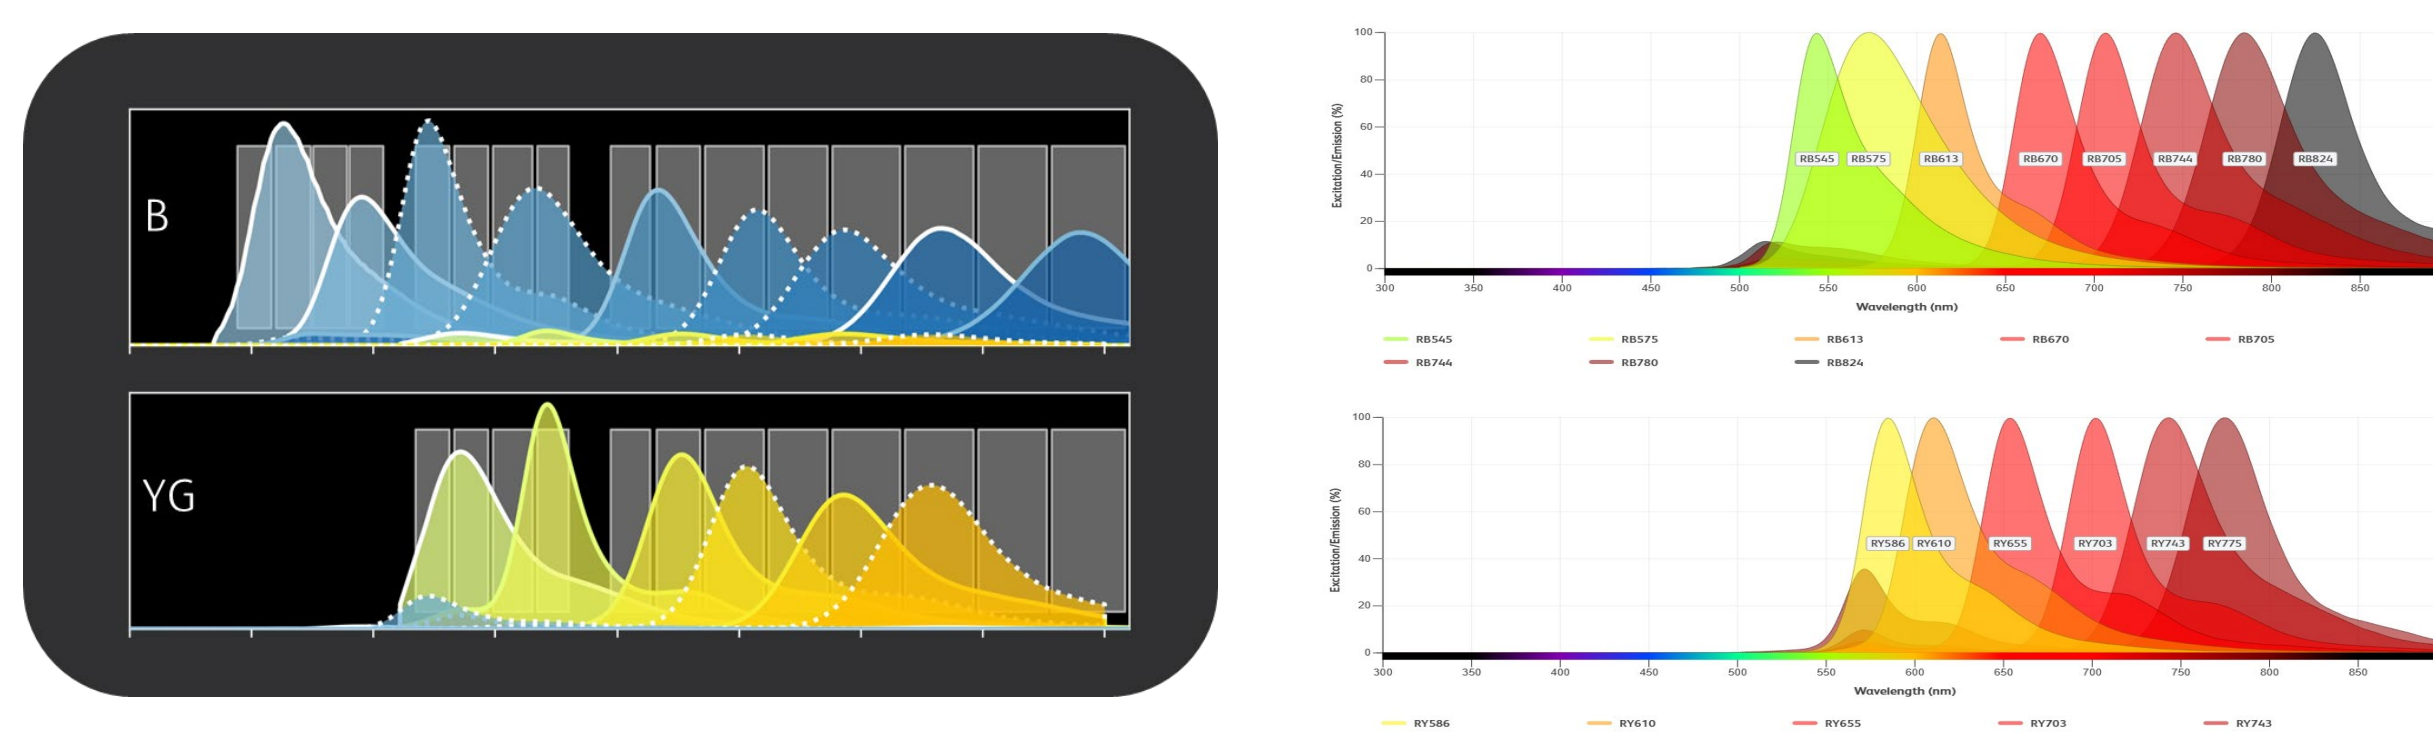 B
YG
Excitation/Emission (%)
100
80
60
40
20
0
RB545 RB575 RB613 RB670 RB705 RB744 RB780 RB824
300 350 400 450 500 550 600 650 700 750 800 850
Wavelength (nm)
RB545 RB575 RB613 RB670 RB705
RB744 RB780 RB824
Excitation/Emission (%)
100
80
60
40
20
0
RY586 RY610 RY655 RY703 RY743 RY775
300 350 400 450 500 550 600 650 700 750 800 850
Wavelength (nm)
RY586 RY610 RY655 RY703 RY743